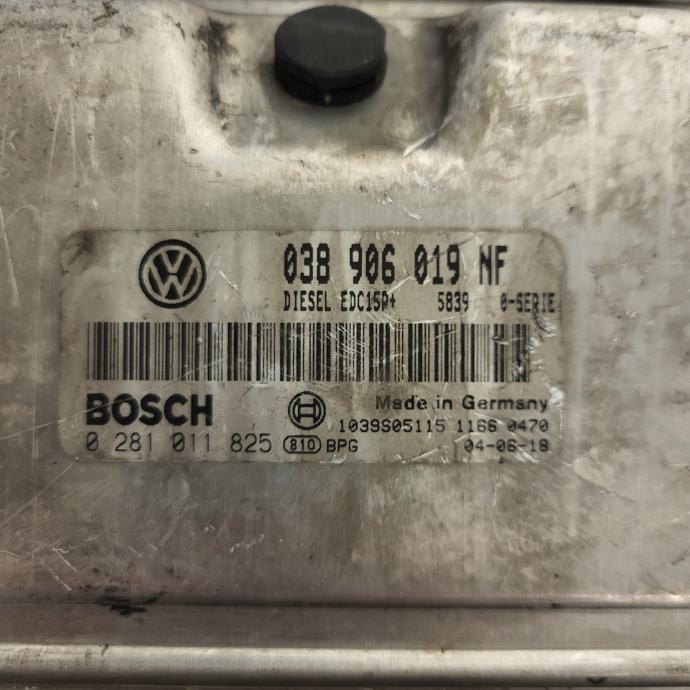 038 906 019 NF
DIESEL EDC15P+ 5839 0-SERIE
BOSCH
Made in Germany
1039S05115 1166 0470
0 281 011 825 810 BPG 04-06-18